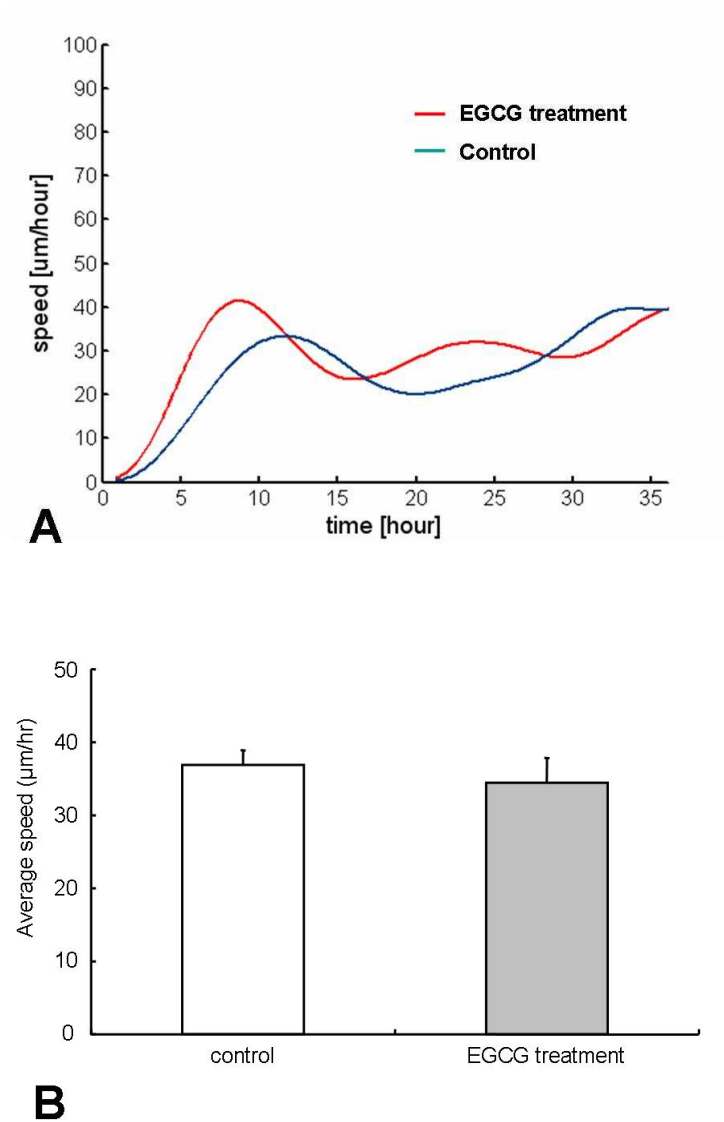 100
90
80
70
60
50
40
30
20
10
0
speed [um/hour]
EGCG treatment
Control
0 5 10 15 20 25 30 35
time [hour]
A
50
40
30
20
10
0
Average speed (µm/hr)
control EGCG treatment
B